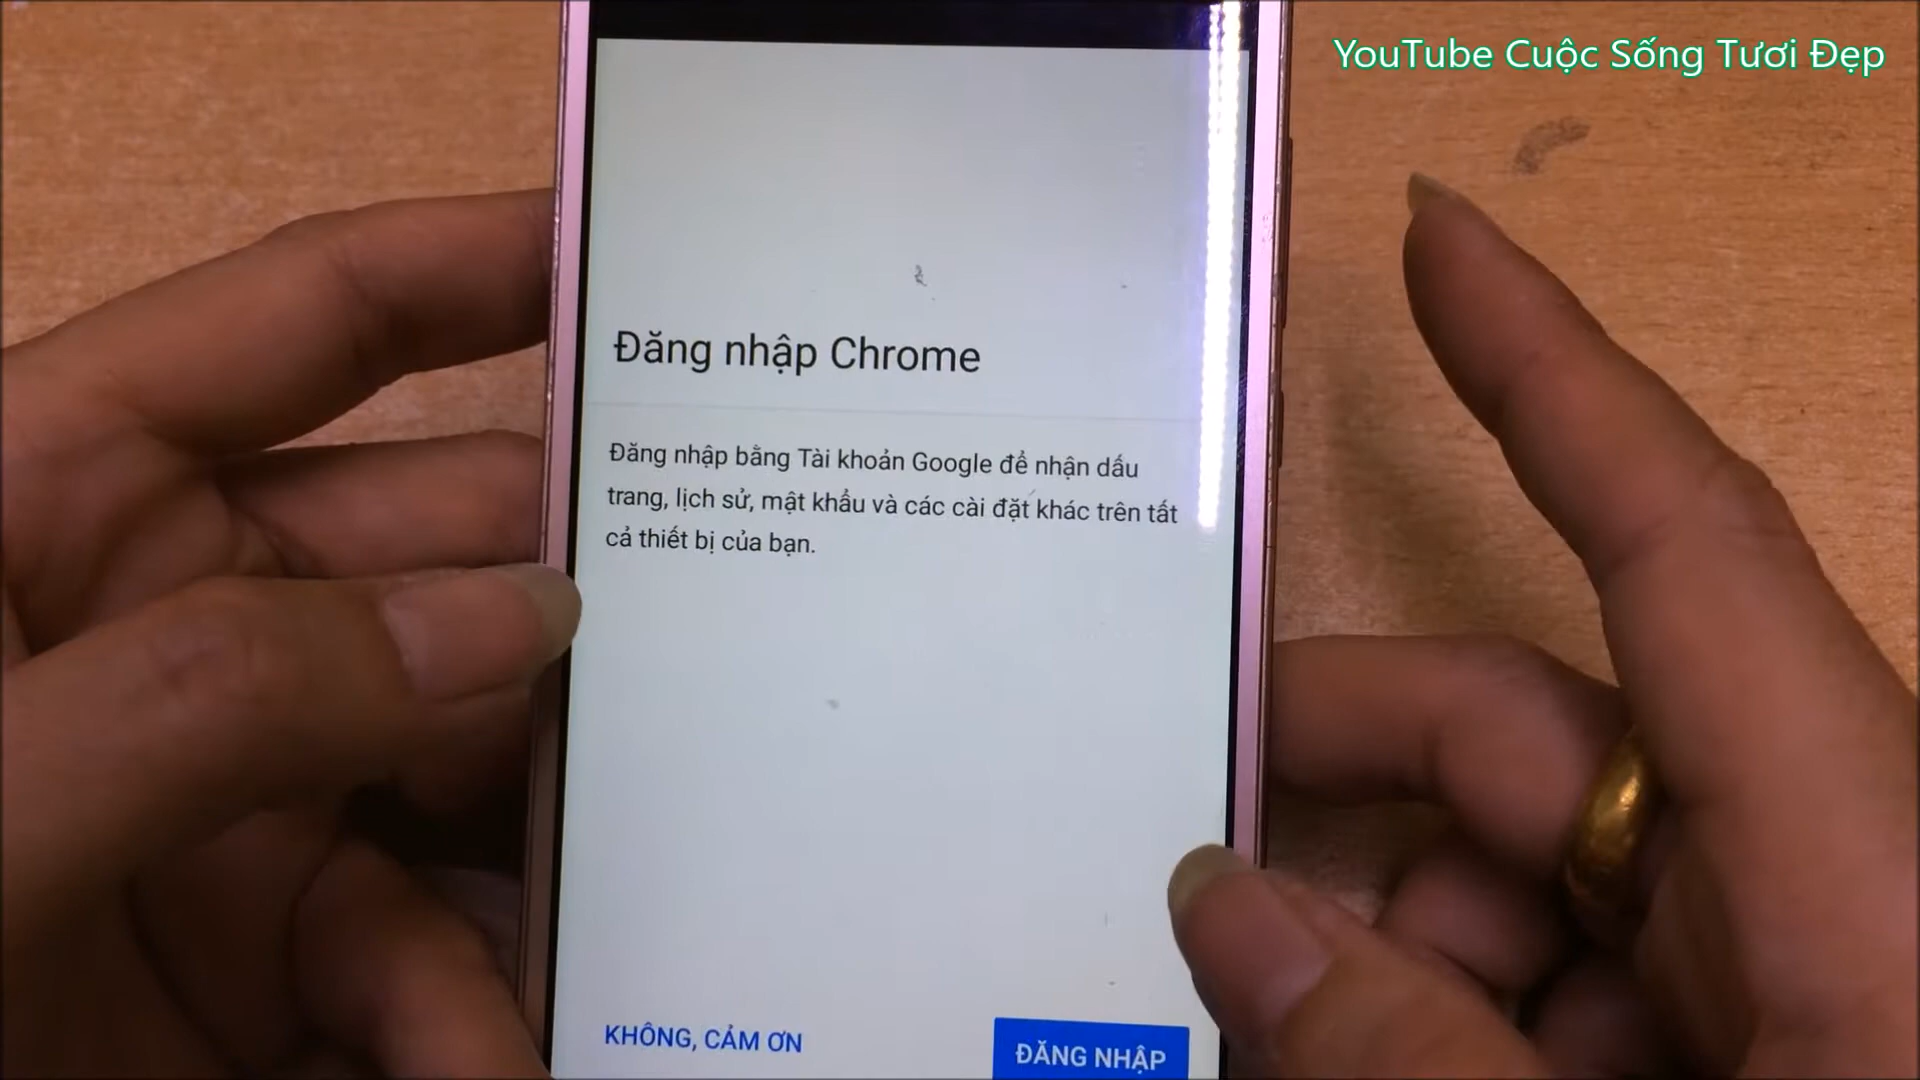 YouTube Cuộc Sống Tươi Đẹp
Đăng nhập Chrome
Đăng nhập bằng Tài khoản Google để nhận dấu
trang, lịch sử, mật khẩu và các cài đặt khác trên tất
cả thiết bị của bạn.
KHÔNG, CẢM ƠN
ĐĂNG NHẬP